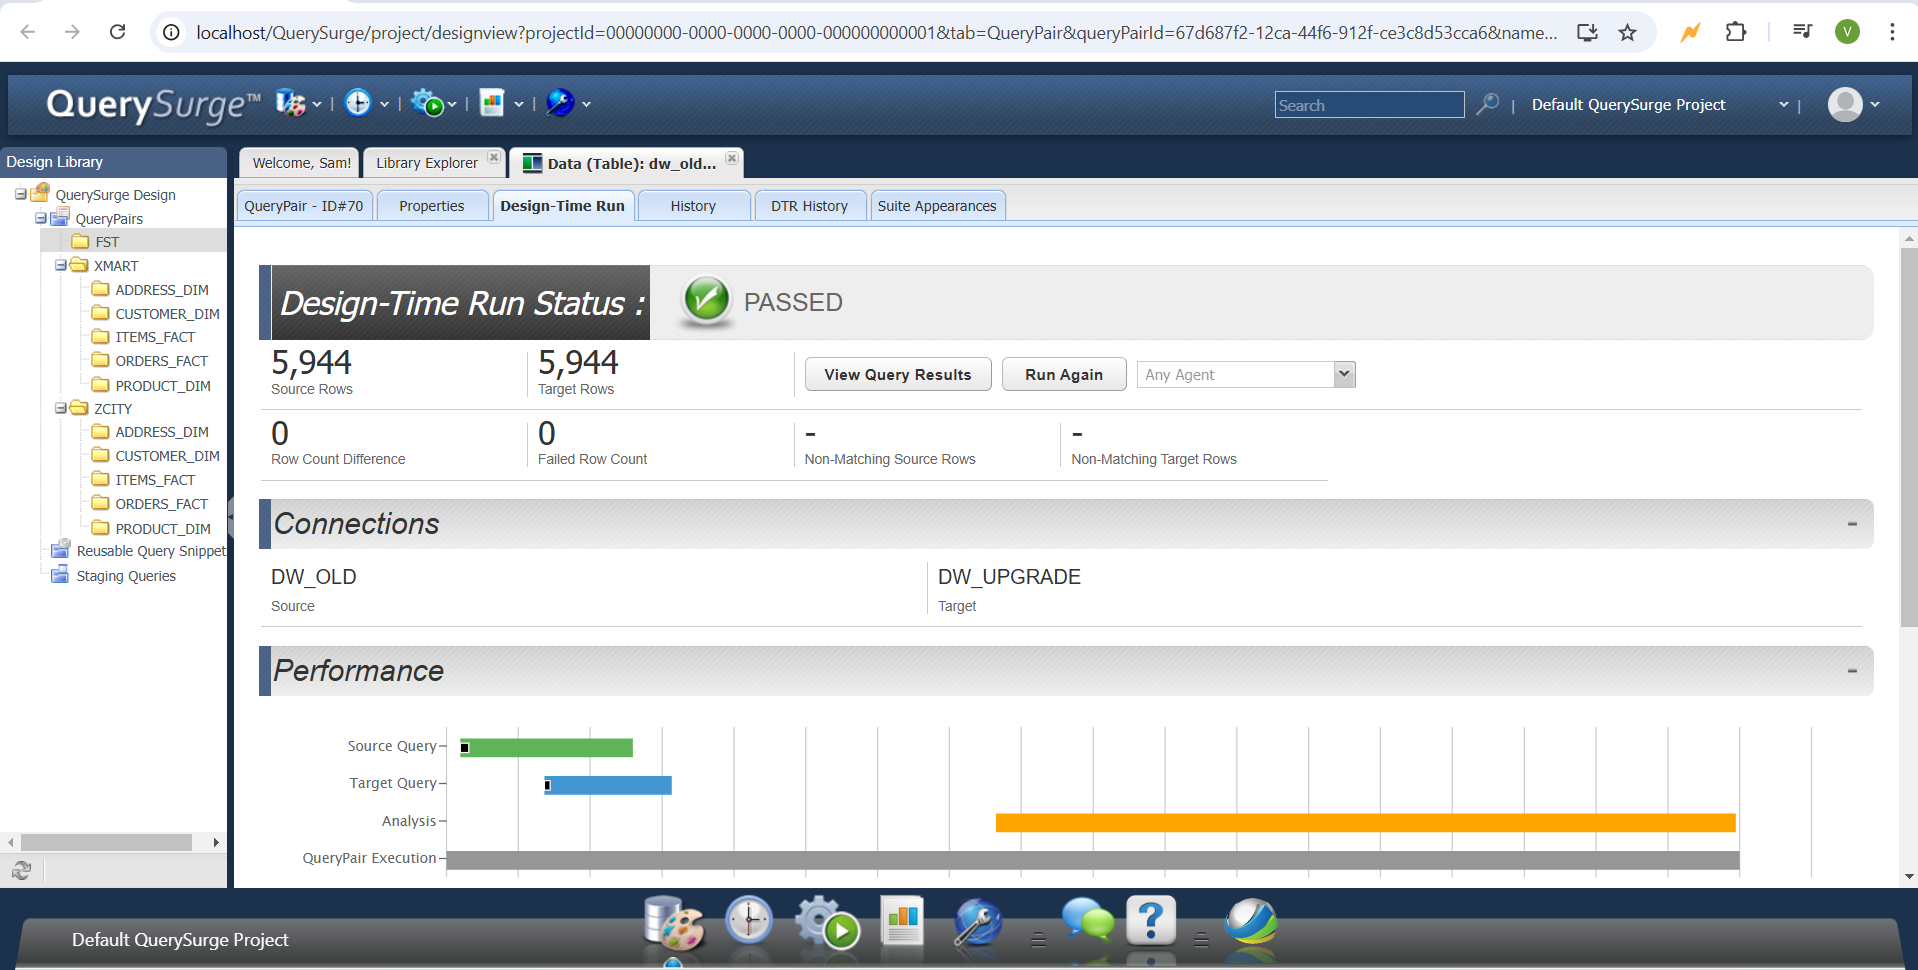 localhost/QuerySurge/project/designview?projectId=00000000-0000-0000-0000-000000000001&tab=QueryPair&queryPairId=67d687f2-12ca-44f6-912f-ce3c8d53cca6&name...
V
QuerySurge™
Search
Default QuerySurge Project
Design Library
Welcome, Sam!
Library Explorer
Data (Table): dw_old...
QueryPair - ID#70
Properties
Design-Time Run
History
DTR History
Suite Appearances
QuerySurge Design
QueryPairs
FST
XMART
ADDRESS_DIM
CUSTOMER_DIM
ITEMS_FACT
ORDERS_FACT
PRODUCT_DIM
ZCITY
ADDRESS_DIM
CUSTOMER_DIM
ITEMS_FACT
ORDERS_FACT
PRODUCT_DIM
Reusable Query Snippet
Staging Queries
Design-Time Run Status :
PASSED
5,944
Source Rows
5,944
Target Rows
View Query Results
Run Again
Any Agent
0
Row Count Difference
0
Failed Row Count
-
Non-Matching Source Rows
-
Non-Matching Target Rows
Connections
-
DW_OLD
Source
DW_UPGRADE
Target
Performance
-
Source Query
Target Query
Analysis
QueryPair Execution
Default QuerySurge Project
?